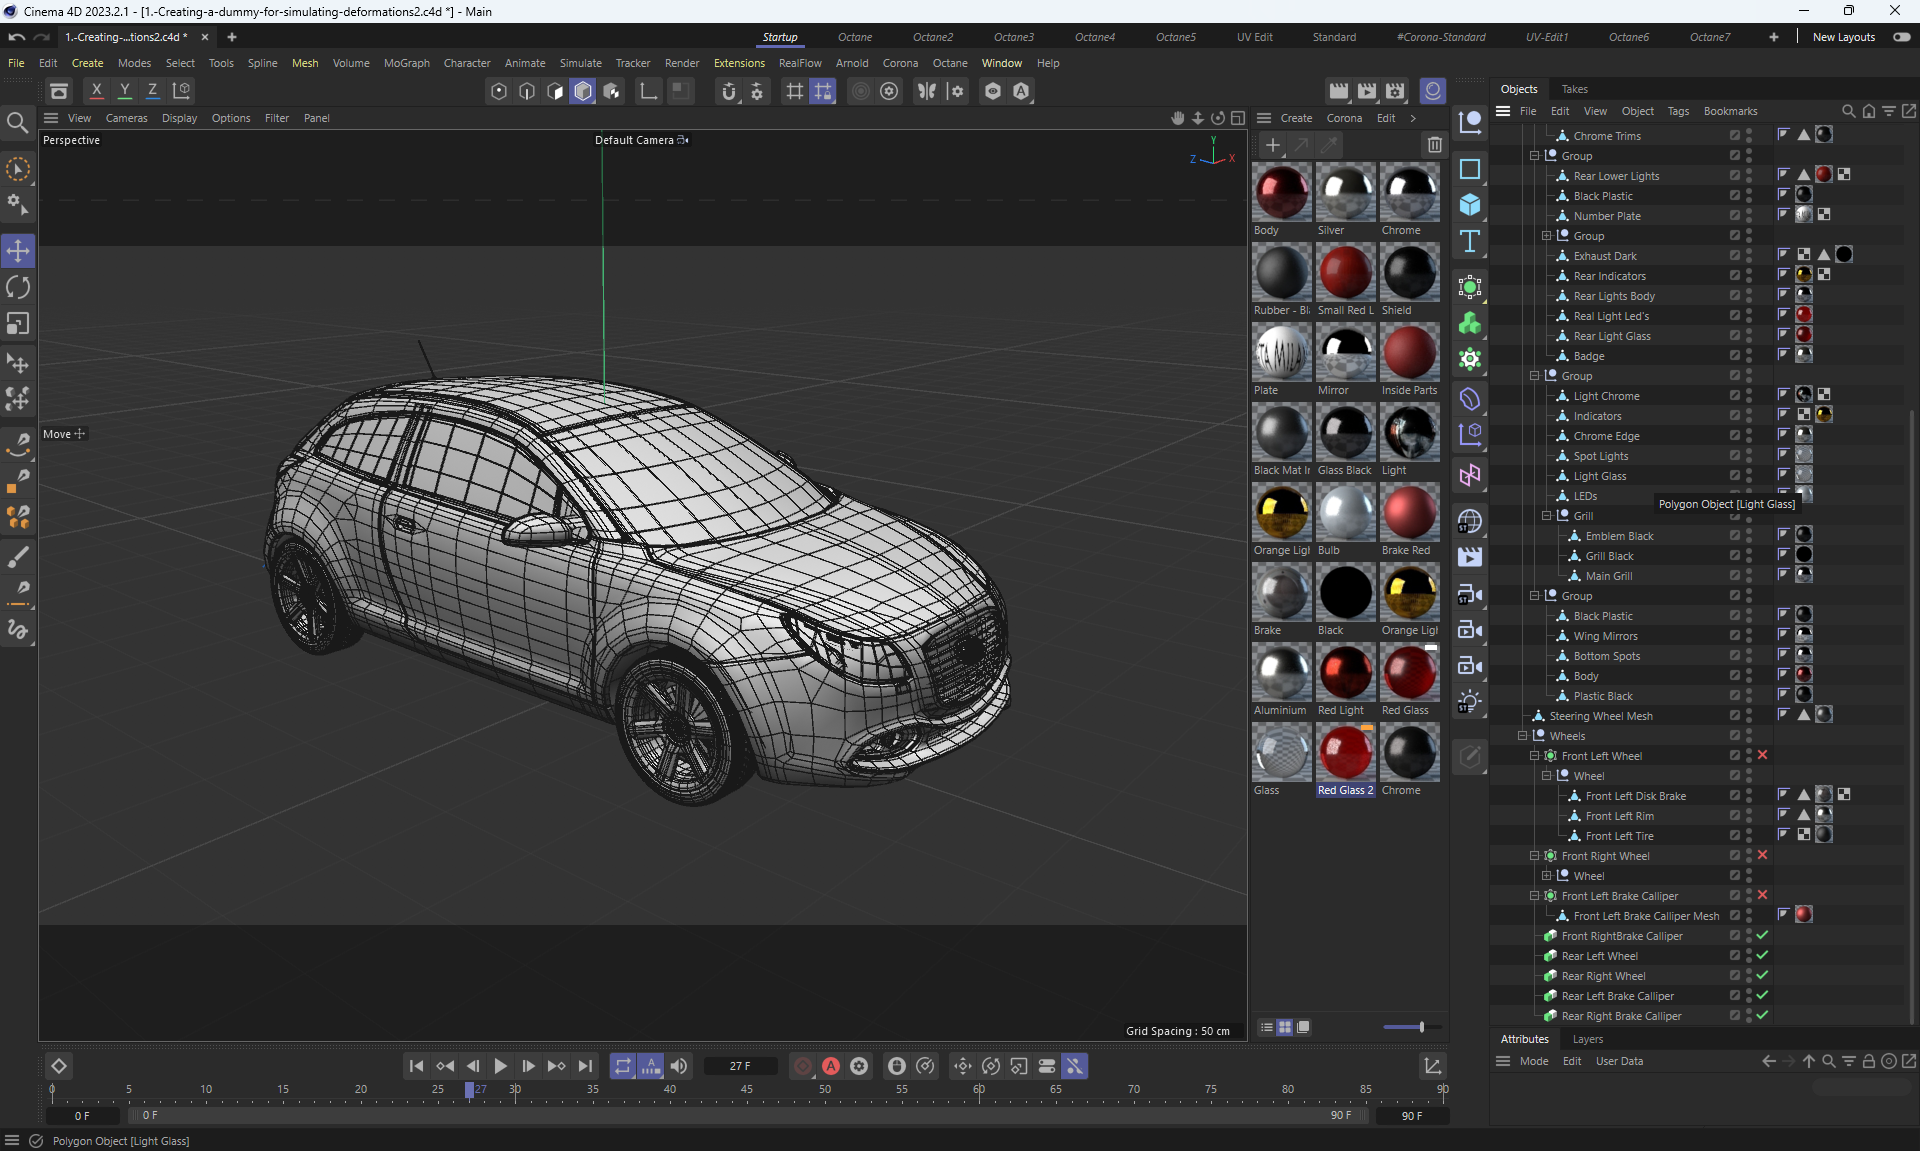 Cinema 4D 2023.2.1 - [1.-Creating-a-dummy-for-simulating-deformations2.c4d *] - Main
1.-Creating-...tions2.c4d *
Startup Octane Octane2 Octane3 Octane4 Octane5 UV Edit Standard #Corona-Standard UV-Edit1 Octane6 Octane7 New Layouts
File Edit Create Modes Select Tools Spline Mesh Volume MoGraph Character Animate Simulate Tracker Render Extensions RealFlow Arnold Corona Octane Window Help
X Y Z
View Cameras Display Options Filter Panel
Perspective
Default Camera
Y
Z X
Move
Grid Spacing : 50 cm
Create Corona Edit
Body Silver Chrome
Rubber - Bl Small Red L Shield
TA MILA
Plate Mirror Inside Parts
Black Mat Ir Glass Black Light
Orange Ligh Bulb Brake Red
Brake Black Orange Ligh
Aluminium Red Light Red Glass
Glass Red Glass 2 Chrome
ST
ST
ST
Objects Takes
File Edit View Object Tags Bookmarks
Chrome Trims
Group
Rear Lower Lights
Black Plastic
Number Plate
Group
Exhaust Dark
Rear Indicators
Rear Lights Body
Real Light Led's
Rear Light Glass
Badge
Group
Light Chrome
Indicators
Chrome Edge
Spot Lights
Light Glass
LEDs
Polygon Object [Light Glass]
Grill
Emblem Black
Grill Black
Main Grill
Group
Black Plastic
Wing Mirrors
Bottom Spots
Body
Plastic Black
Steering Wheel Mesh
Wheels
Front Left Wheel
Wheel
Front Left Disk Brake
Front Left Rim
Front Left Tire
Front Right Wheel
Wheel
Front Left Brake Calliper
Front Left Brake Calliper Mesh
Front RightBrake Calliper
Rear Left Wheel
Rear Right Wheel
Rear Left Brake Calliper
Rear Right Brake Calliper
Attributes Layers
Mode Edit User Data
27 F
A
A
0 5 10 15 20 25 27 30 35 40 45 50 55 60 65 70 75 80 85 90
0 F 0 F 90 F 90 F
Polygon Object [Light Glass]